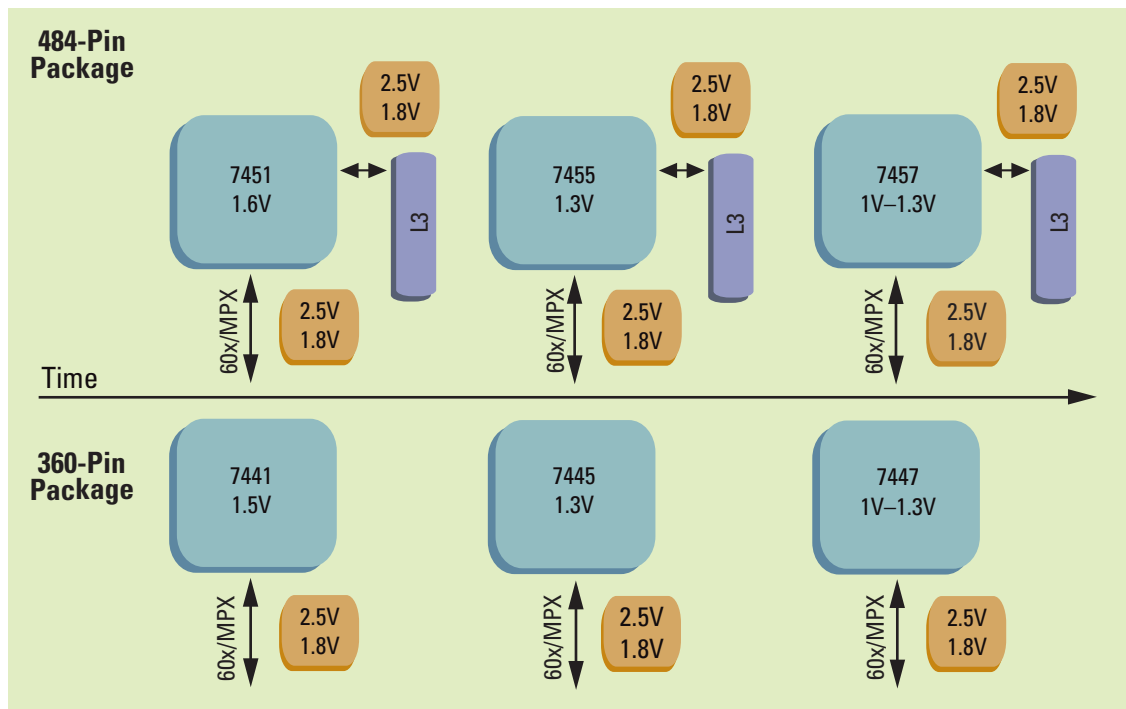 484-Pin
Package
2.5V
1.8V
7451
1.6V
L3
60x/MPX
2.5V
1.8V
2.5V
1.8V
7455
1.3V
L3
60x/MPX
2.5V
1.8V
2.5V
1.8V
7457
1V–1.3V
L3
60x/MPX
2.5V
1.8V
Time
360-Pin
Package
7441
1.5V
60x/MPX
2.5V
1.8V
7445
1.3V
60x/MPX
2.5V
1.8V
7447
1V–1.3V
60x/MPX
2.5V
1.8V